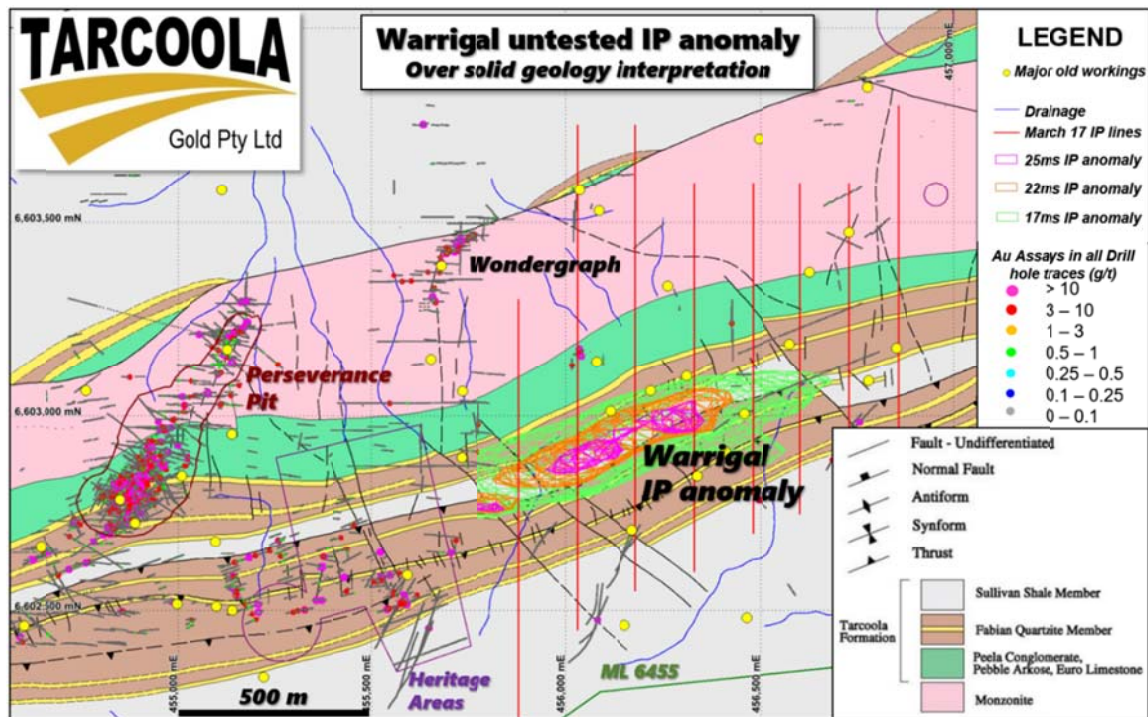 TARCOOLA
Gold Pty Ltd
Warrigal untested IP anomaly
Over solid geology interpretation
457,000 mE
6,603,500 mN
Wondergraph
Perseverance
Pit
6,603,000 mN
Warrigal
IP anomaly
6,602,500 mN
455,000 mE
455,500 mE
456,000 mE
456,500 mE
500 m
Heritage
Areas
ML 6455
LEGEND
Major old workings
Drainage
March 17 IP lines
25ms IP anomaly
22ms IP anomaly
17ms IP anomaly
Au Assays in all Drill
hole traces (g/t)
> 10
3 – 10
1 – 3
0.5 – 1
0.25 – 0.5
0.1 – 0.25
0 – 0.1
Fault - Undifferentiated
Normal Fault
Antiform
Synform
Thrust
Tarcoola
Formation
Sullivan Shale Member
Fabian Quartzite Member
Peela Conglomerate,
Pebble Arkose, Euro Limestone
Monzonite